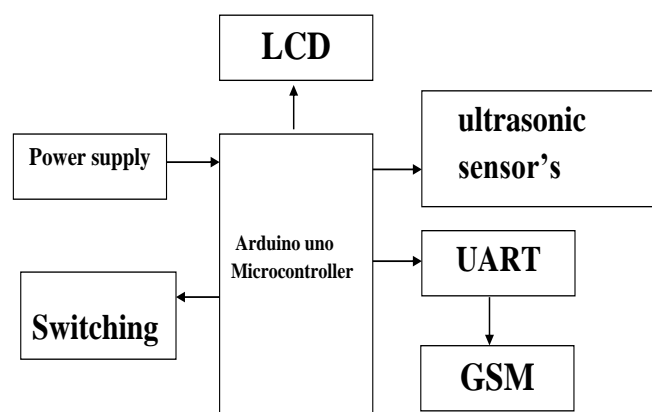 LCD
ultrasonic
sensor's
Power supply
Arduino uno
Microcontroller
UART
Switching
GSM